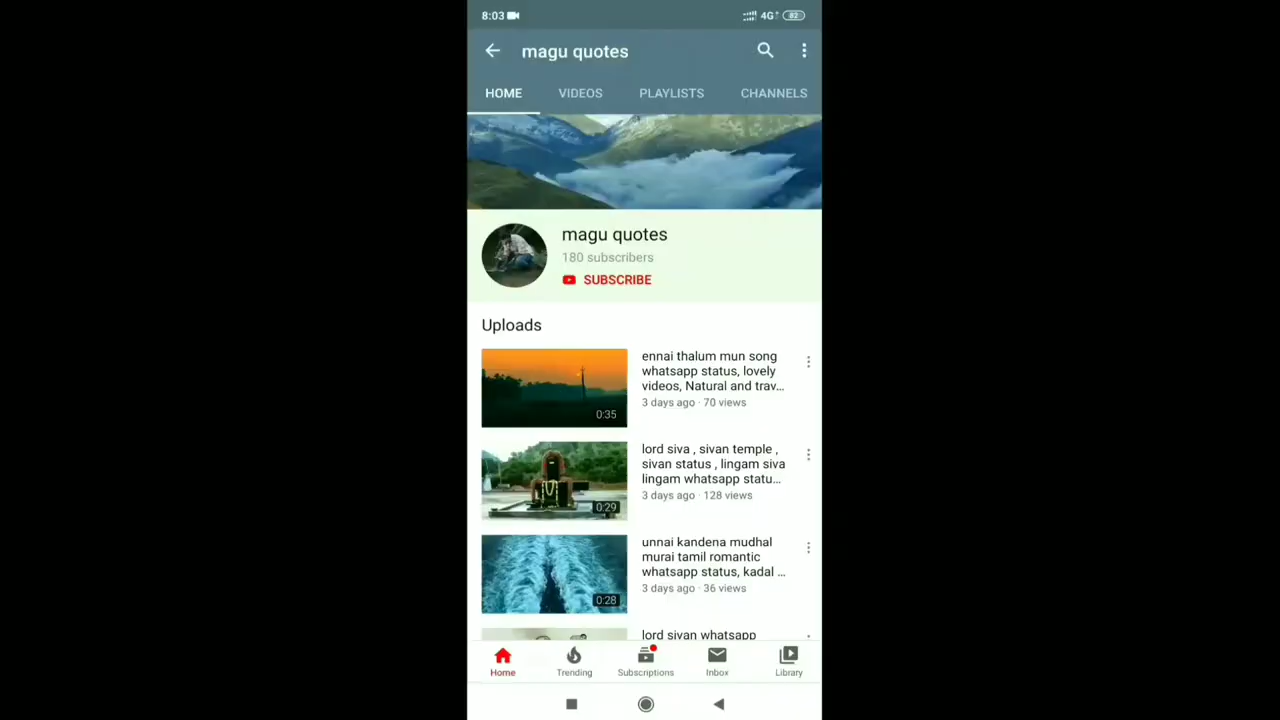 8:03 4G+ 82
magu quotes
HOME VIDEOS PLAYLISTS CHANNELS
magu quotes
180 subscribers
SUBSCRIBE
Uploads
ennai thalum mun song
whatsapp status, lovely
videos, Natural and trav...
3 days ago · 70 views
0:35
lord siva , sivan temple ,
sivan status , lingam siva
lingam whatsapp statu...
3 days ago · 128 views
0:29
unnai kandena mudhal
murai tamil romantic
whatsapp status, kadal ...
3 days ago · 36 views
0:28
lord sivan whatsapp
Home Trending Subscriptions Inbox Library